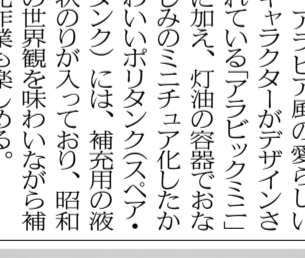 アラビア風の愛らしい
キャラクターがデザインさ
れている「アラビックミニ」
に加え、灯油の容器でおな
じみのミニチュア化したか
わいいポリタンク（スペア・
タンク）には、補充用の液
状のりが入っており、昭和
の世界観を味わいながら補
充作業も楽しめる。